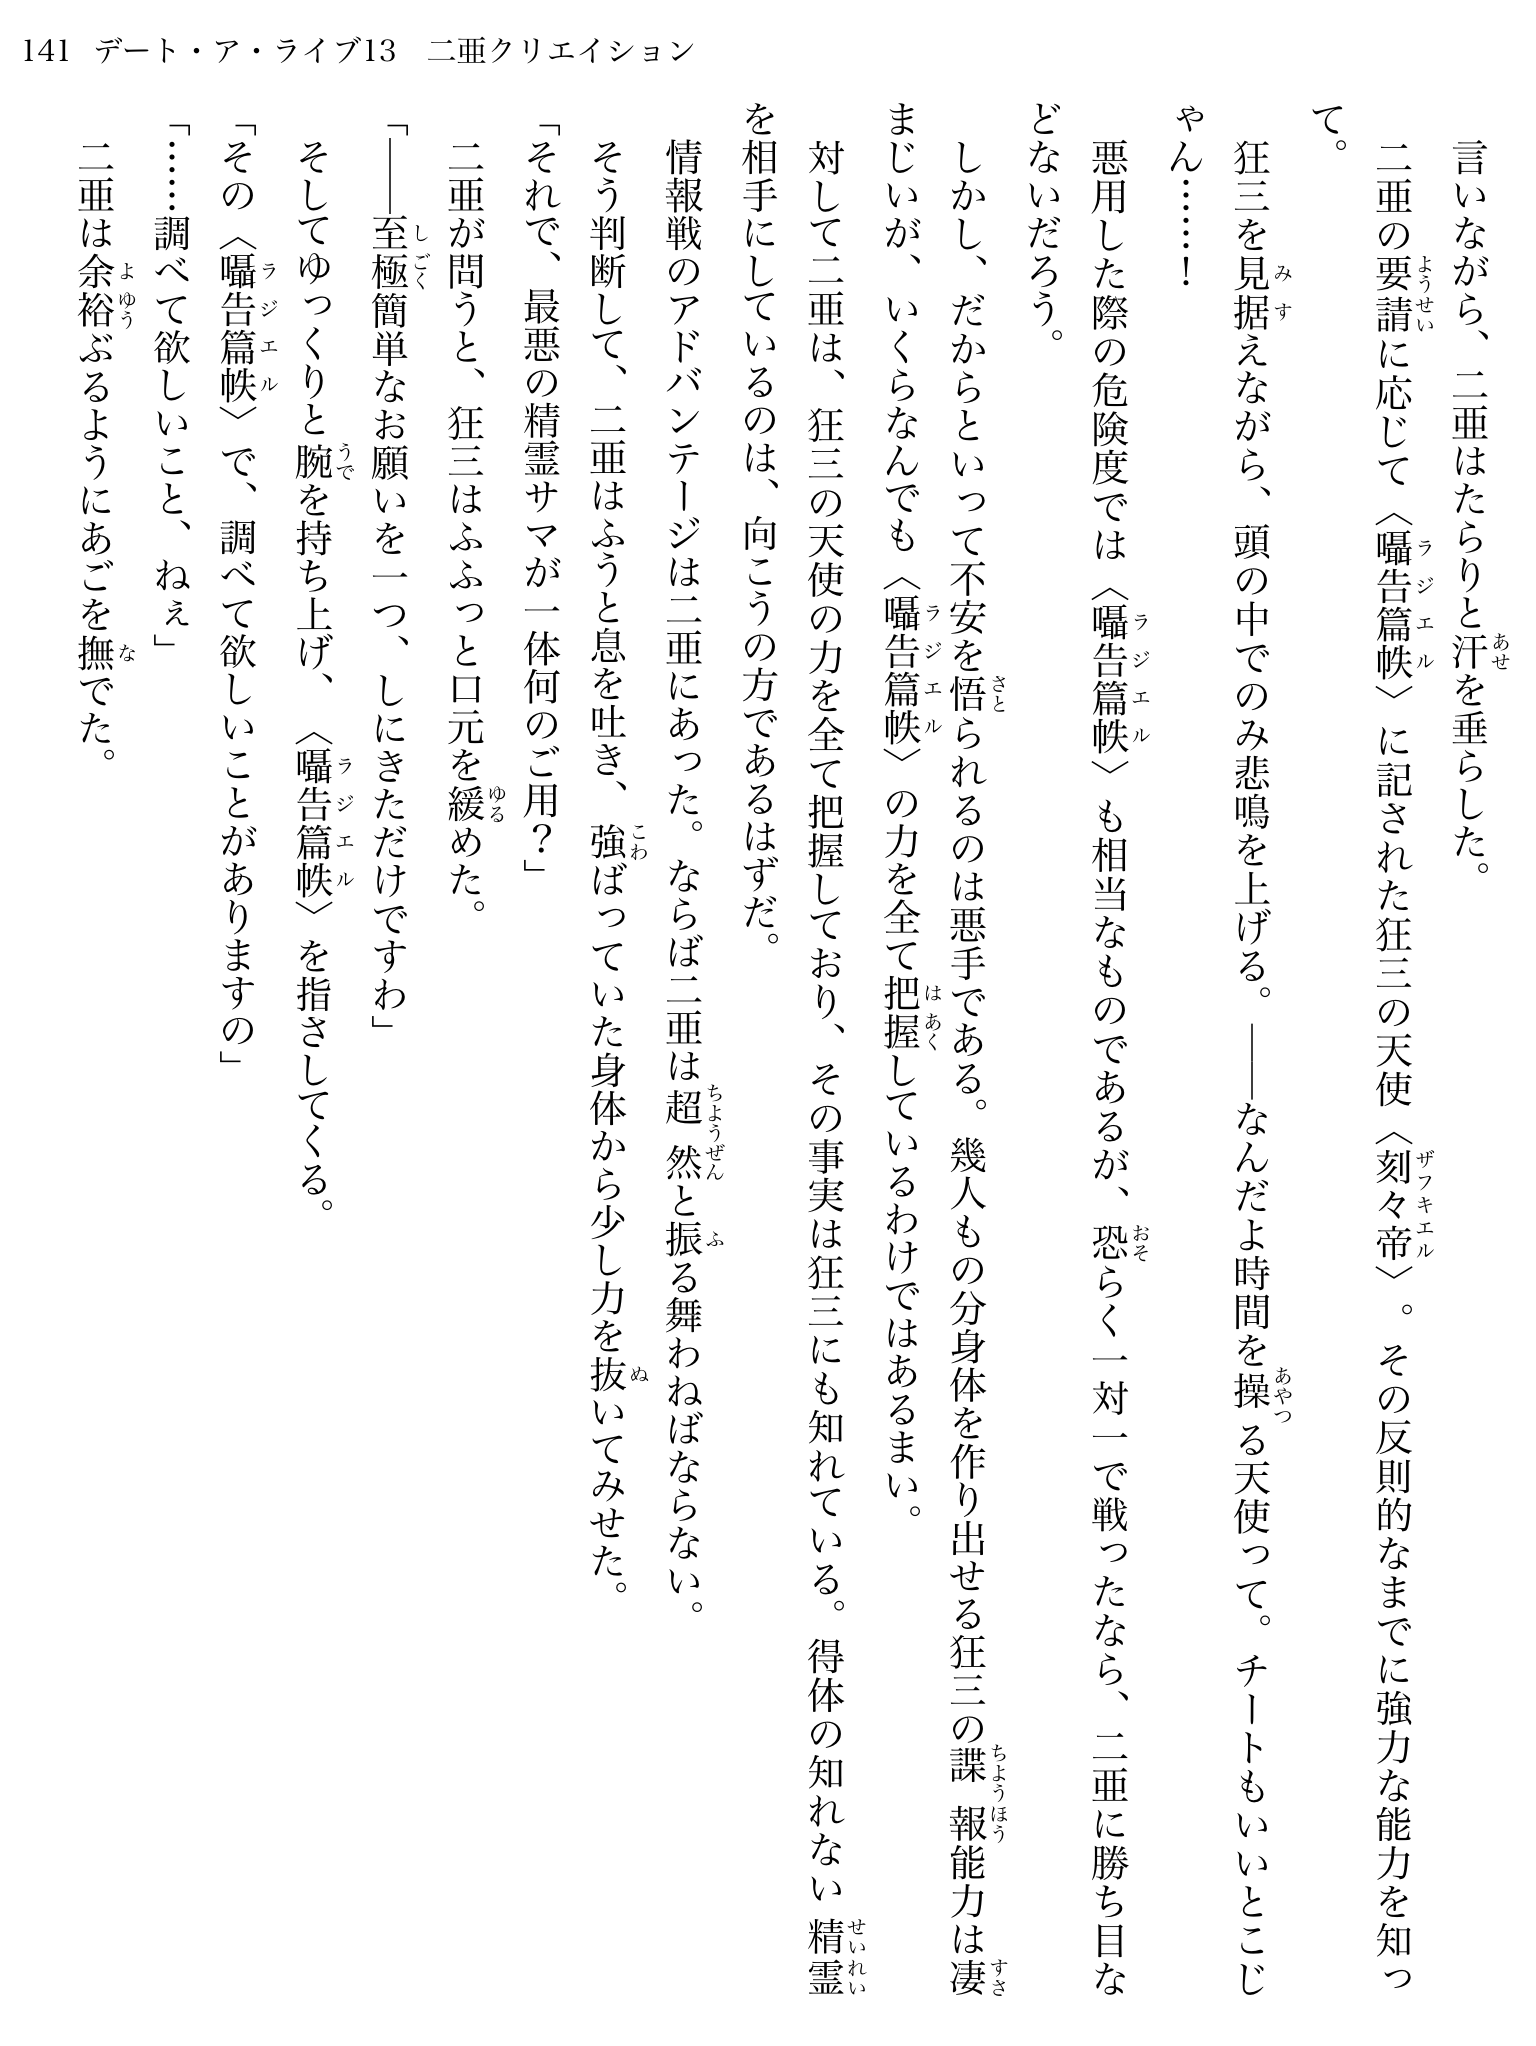 141 デート・ア・ライブ13　二亜クリエイション
　言いながら、二亜はたらりと汗を垂らした。
　二亜の要請に応じて〈囁告篇帙〉に記された狂三の天使〈刻々帝〉。その反則的なまでに強力な能力を知っ
て。
　狂三を見据えながら、頭の中でのみ悲鳴を上げる。――なんだよ時間を操る天使って。チートもいいとこじ
ゃん……！
　悪用した際の危険度では〈囁告篇帙〉も相当なものであるが、恐らく一対一で戦ったなら、二亜に勝ち目な
どないだろう。
　しかし、だからといって不安を悟られるのは悪手である。幾人もの分身体を作り出せる狂三の諜報能力は凄
まじいが、いくらなんでも〈囁告篇帙〉の力を全て把握しているわけではあるまい。
　対して二亜は、狂三の天使の力を全て把握しており、その事実は狂三にも知れている。得体の知れない精霊
を相手にしているのは、向こうの方であるはずだ。
　情報戦のアドバンテージは二亜にあった。ならば二亜は超然と振る舞わねばならない。
　そう判断して、二亜はふうと息を吐き、強ばっていた身体から少し力を抜いてみせた。
「それで、最悪の精霊サマが一体何のご用？」
　二亜が問うと、狂三はふふっと口元を緩めた。
「――至極簡単なお願いを一つ、しにきただけですわ」
　そしてゆっくりと腕を持ち上げ、〈囁告篇帙〉を指さしてくる。
「その〈囁告篇帙〉で、調べて欲しいことがありますの」
「……調べて欲しいこと、ねぇ」
　二亜は余裕ぶるようにあごを撫でた。